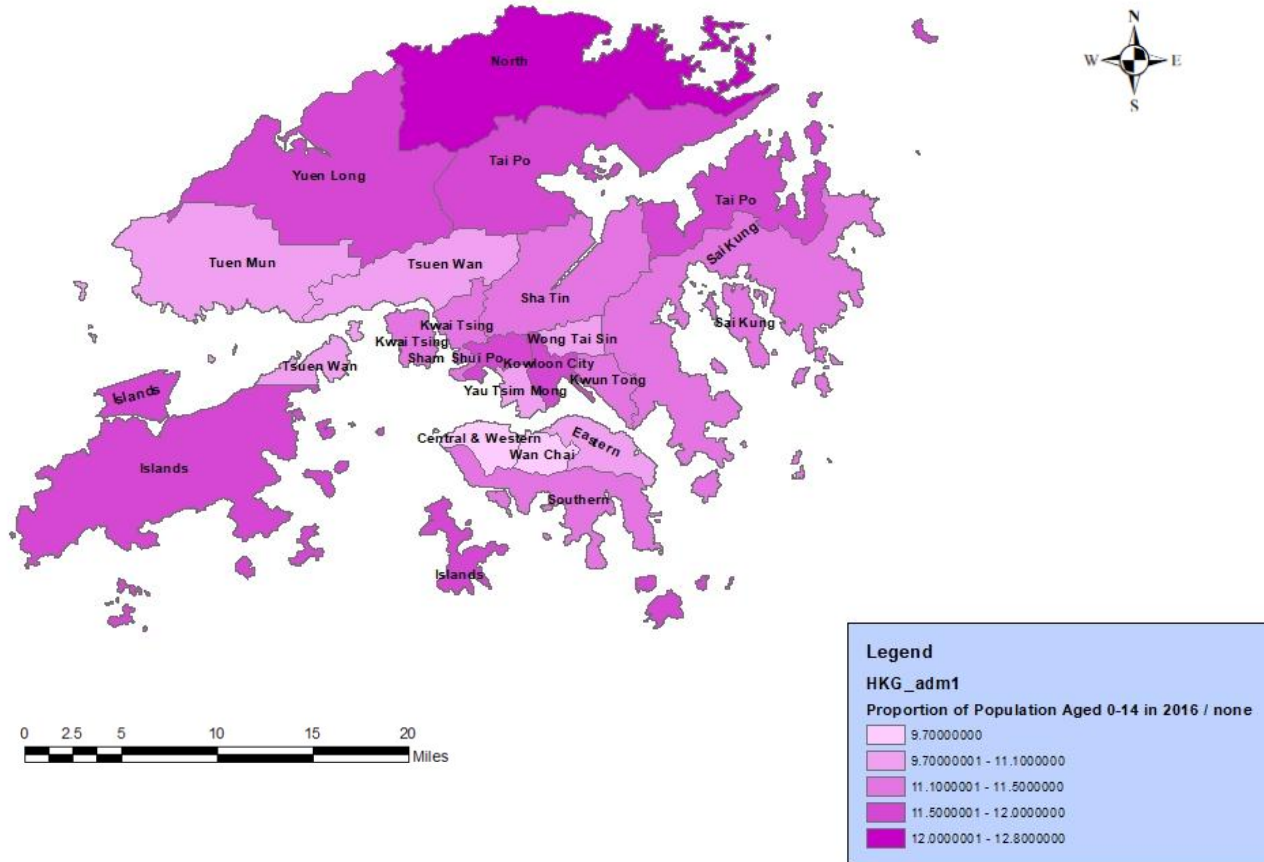 N
W E
S
North
Tai Po
Yuen Long
Tai Po
Sai Kung
Tuen Mun
Tsuen Wan
Sha Tin
Sai Kung
Kwai Tsing
Kwai Tsing
Wong Tai Sin
Sham Shui Po
Kowloon City
Tsuen Wan
Kwun Tong
Yau Tsim Mong
Islands
Central & Western
Eastern
Wan Chai
Islands
Southern
Islands
Legend
HKG_adm1
Proportion of Population Aged 0-14 in 2016 / none
9.70000000
9.70000001 - 11.1000000
11.1000001 - 11.5000000
11.5000001 - 12.0000000
12.0000001 - 12.8000000
0 2.5 5 10 15 20
Miles